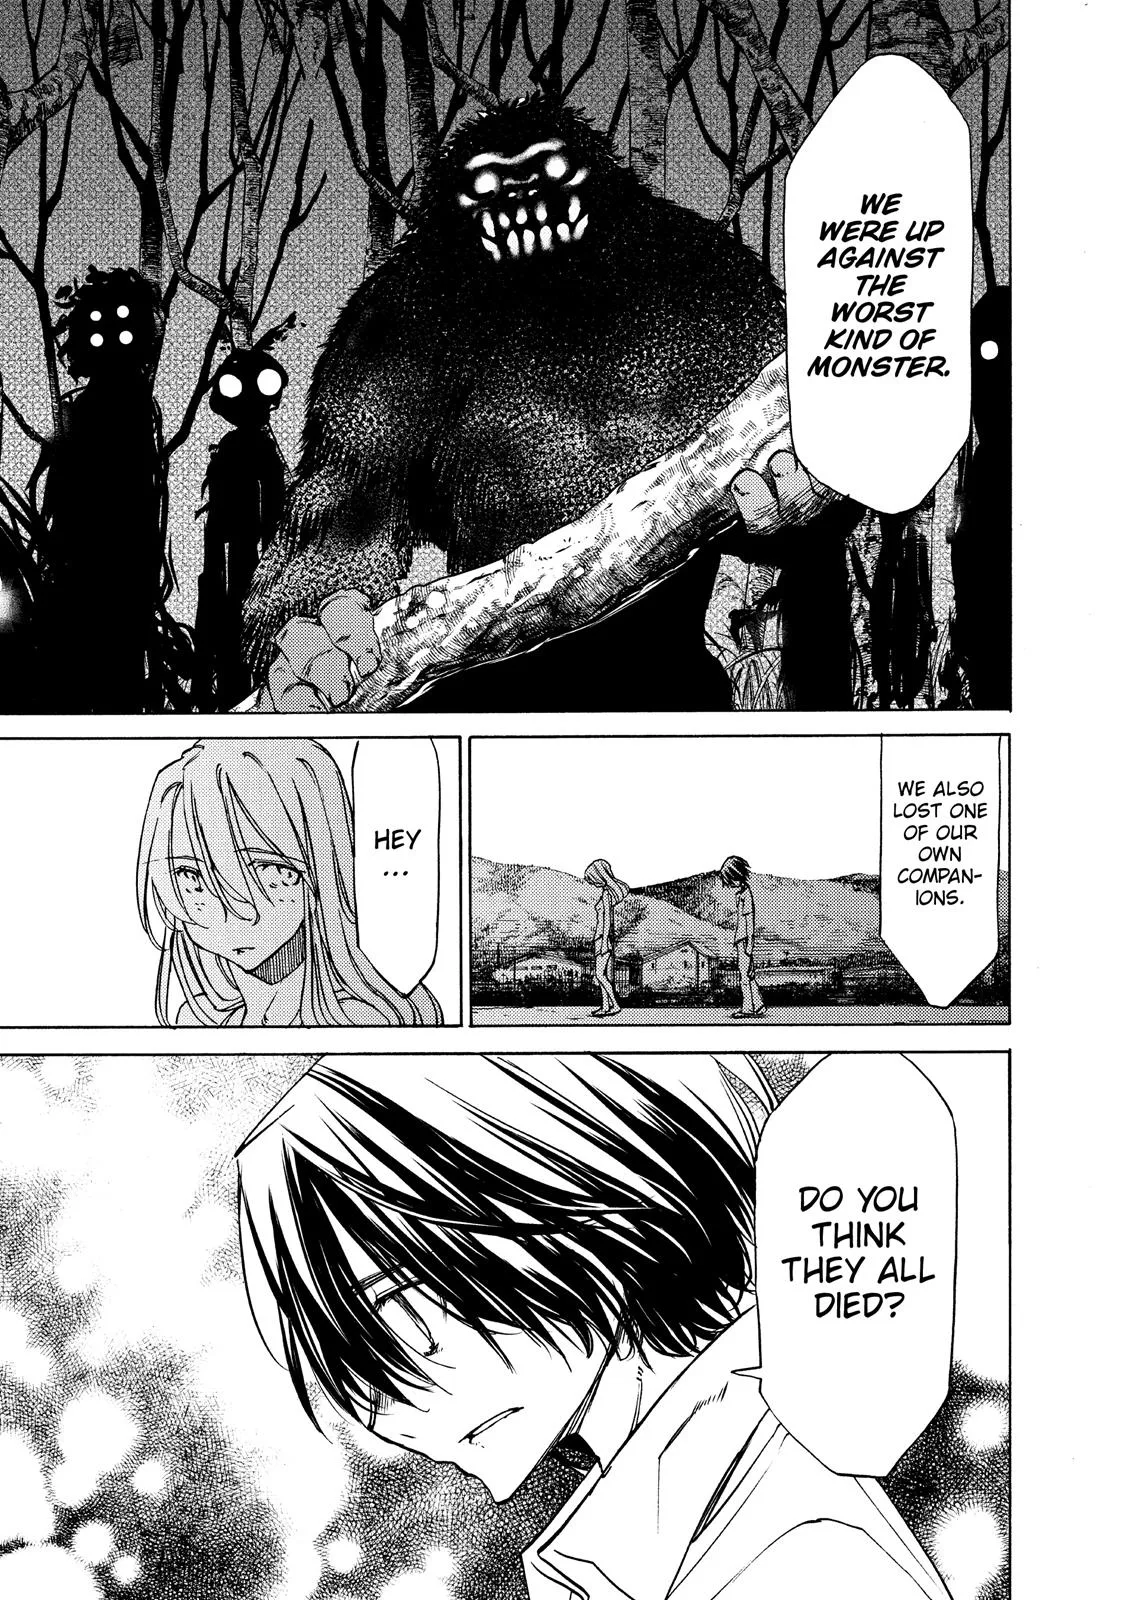 WE
WERE UP
AGAINST
THE
WORST
KIND OF
MONSTER.
WE ALSO
LOST ONE
OF OUR
OWN
COMPAN-
IONS.
HEY
...
DO YOU
THINK
THEY ALL
DIED?